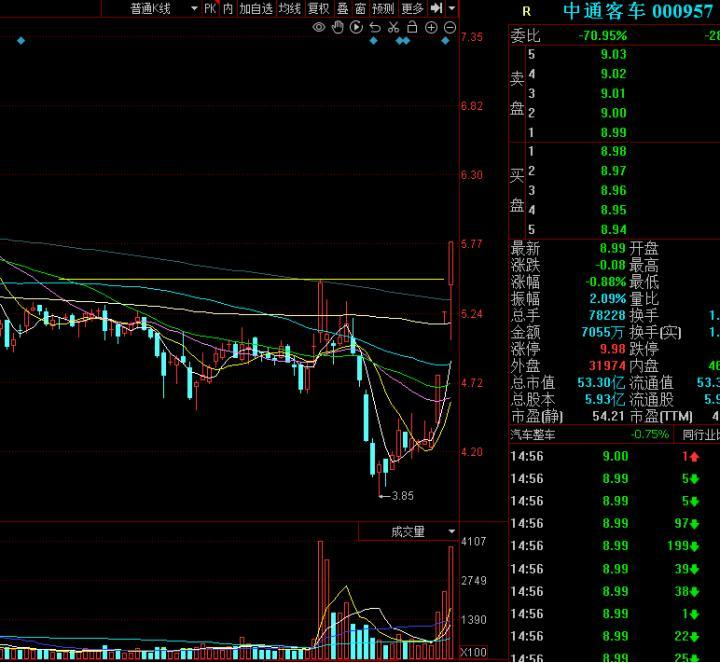 普通K线 PK 内 加自选 均线 复权 叠 窗 预测 更多
7.35
6.82
6.30
5.77
5.24
4.72
4.20
3.85
成交量
4107
2749
1390
X100
R 中通客车 000957
委比 -70.95% -28
卖盘
5 9.03
4 9.02
3 9.01
2 9.00
1 8.99
买盘
1 8.98
2 8.97
3 8.96
4 8.95
5 8.94
最新 8.99 开盘
涨跌 -0.08 最高
涨幅 -0.88% 最低
振幅 2.09% 量比
总手 78228 换手 1.
金额 7055万 换手(实) 1.
涨停 9.98 跌停
外盘 31974 内盘 46
总市值 53.30亿 流通值 53.3
总股本 5.93亿 流通股 5.9
市盈(静) 54.21 市盈(TTM) 4
汽车整车 -0.75% 同行业比
14:56 9.00 1
14:56 8.99 5
14:56 8.99 5
14:56 8.99 97
14:56 8.99 199
14:56 8.99 39
14:56 8.99 38
14:56 8.99 1
14:56 8.99 22
14:56 8.99 25